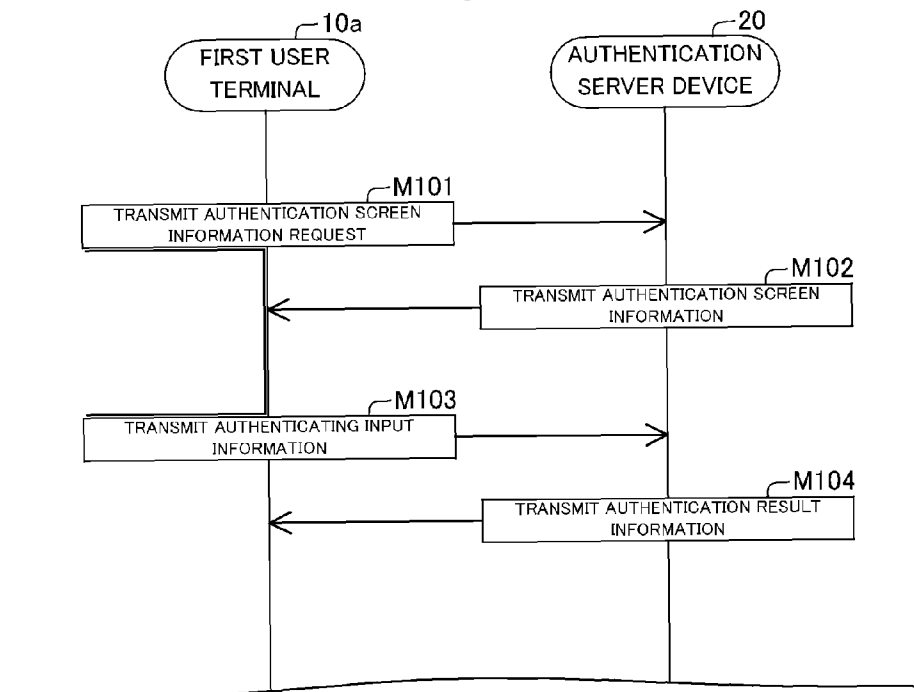 10a
FIRST USER
TERMINAL
20
AUTHENTICATION
SERVER DEVICE
M101
TRANSMIT AUTHENTICATION SCREEN
INFORMATION REQUEST
M102
TRANSMIT AUTHENTICATION SCREEN
INFORMATION
M103
TRANSMIT AUTHENTICATING INPUT
INFORMATION
M104
TRANSMIT AUTHENTICATION RESULT
INFORMATION